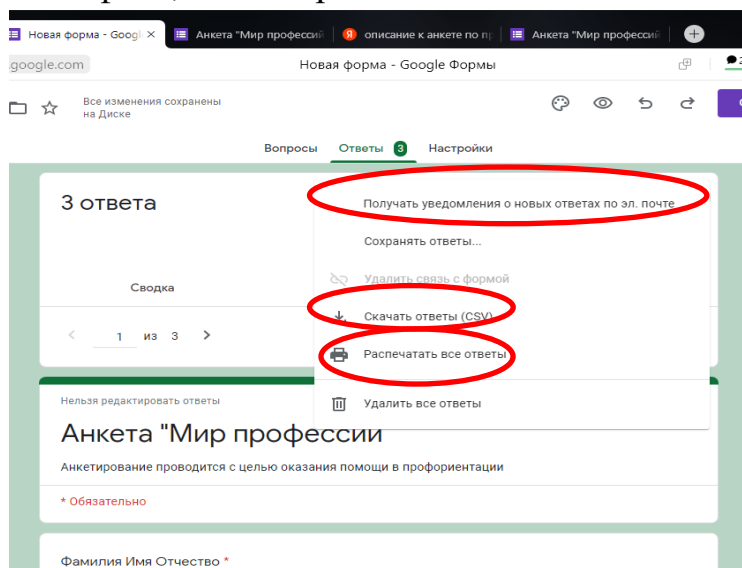 Новая форма - Googl
Анкета "Мир профессий
описание к анкете по пр
Анкета "Мир профессий
google.com
Новая форма - Google Формы
Все изменения сохранены
на Диске
Вопросы
Ответы 3
Настройки
3 ответа
Получать уведомления о новых ответах по эл. почте
Сохранять ответы...
Удалить связь с формой
Сводка
Скачать ответы (CSV)
1 из 3
Распечатать все ответы
Нельзя редактировать ответы
Удалить все ответы
Анкета "Мир професcий
Анкетирование проводится с целью оказания помощи в профориентации
* Обязательно
Фамилия Имя Отчество *